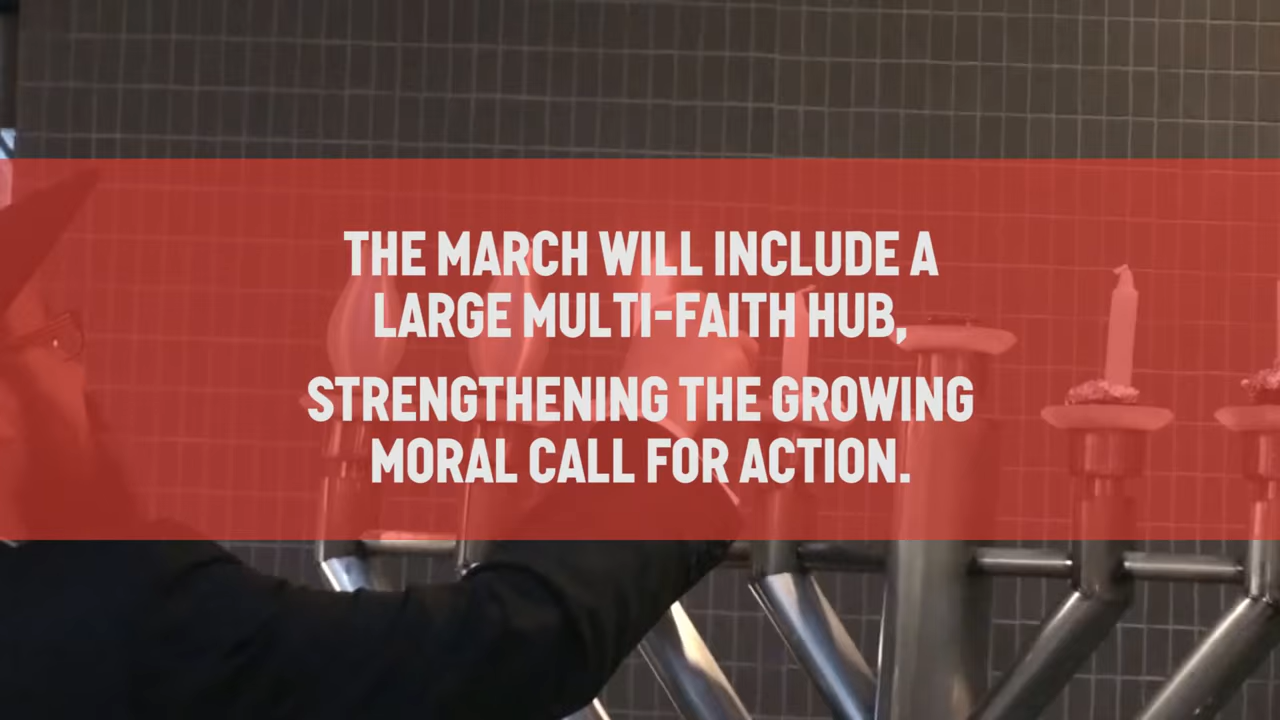 THE MARCH WILL INCLUDE A
LARGE MULTI-FAITH HUB,
STRENGTHENING THE GROWING
MORAL CALL FOR ACTION.